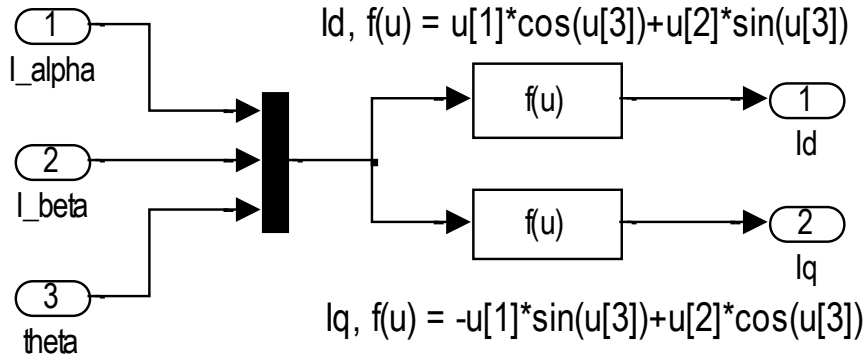 1
I_alpha
2
I_beta
3
theta
Id, f(u) = u[1]*cos(u[3])+u[2]*sin(u[3])
f(u)
1
Id
f(u)
2
Iq
Iq, f(u) = -u[1]*sin(u[3])+u[2]*cos(u[3])